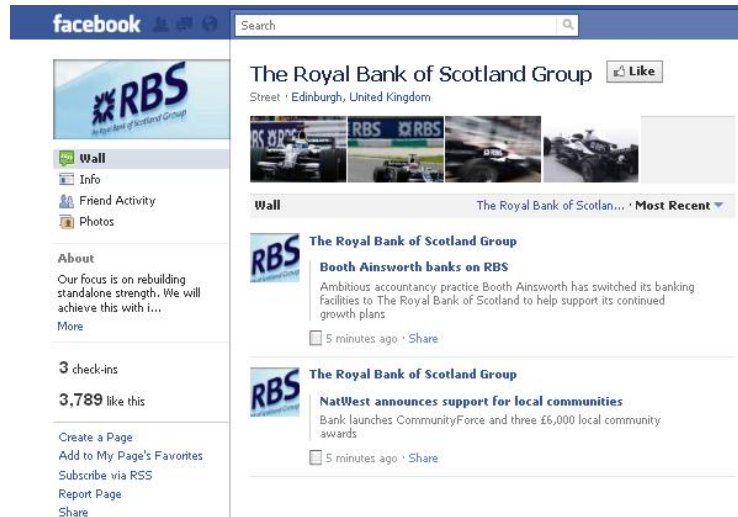 facebook
Search
RBS
The Royal Bank of Scotland Group
The Royal Bank of Scotland Group
Like
Street · Edinburgh, United Kingdom
RBS RBS
Wall
Info
Friend Activity
Photos
About
Our focus is on rebuilding
standalone strength. We will
achieve this with i...
More
3 check-ins
3,789 like this
Create a Page
Add to My Page's Favorites
Subscribe via RSS
Report Page
Share
Wall
The Royal Bank of Scotlan... · Most Recent
RBS
The Royal Bank of Scotland Group
Booth Ainsworth banks on RBS
Ambitious accountancy practice Booth Ainsworth has switched its banking
facilities to The Royal Bank of Scotland to help support its continued
growth plans
5 minutes ago · Share
RBS
The Royal Bank of Scotland Group
NatWest announces support for local communities
Bank launches CommunityForce and three £6,000 local community
awards
5 minutes ago · Share